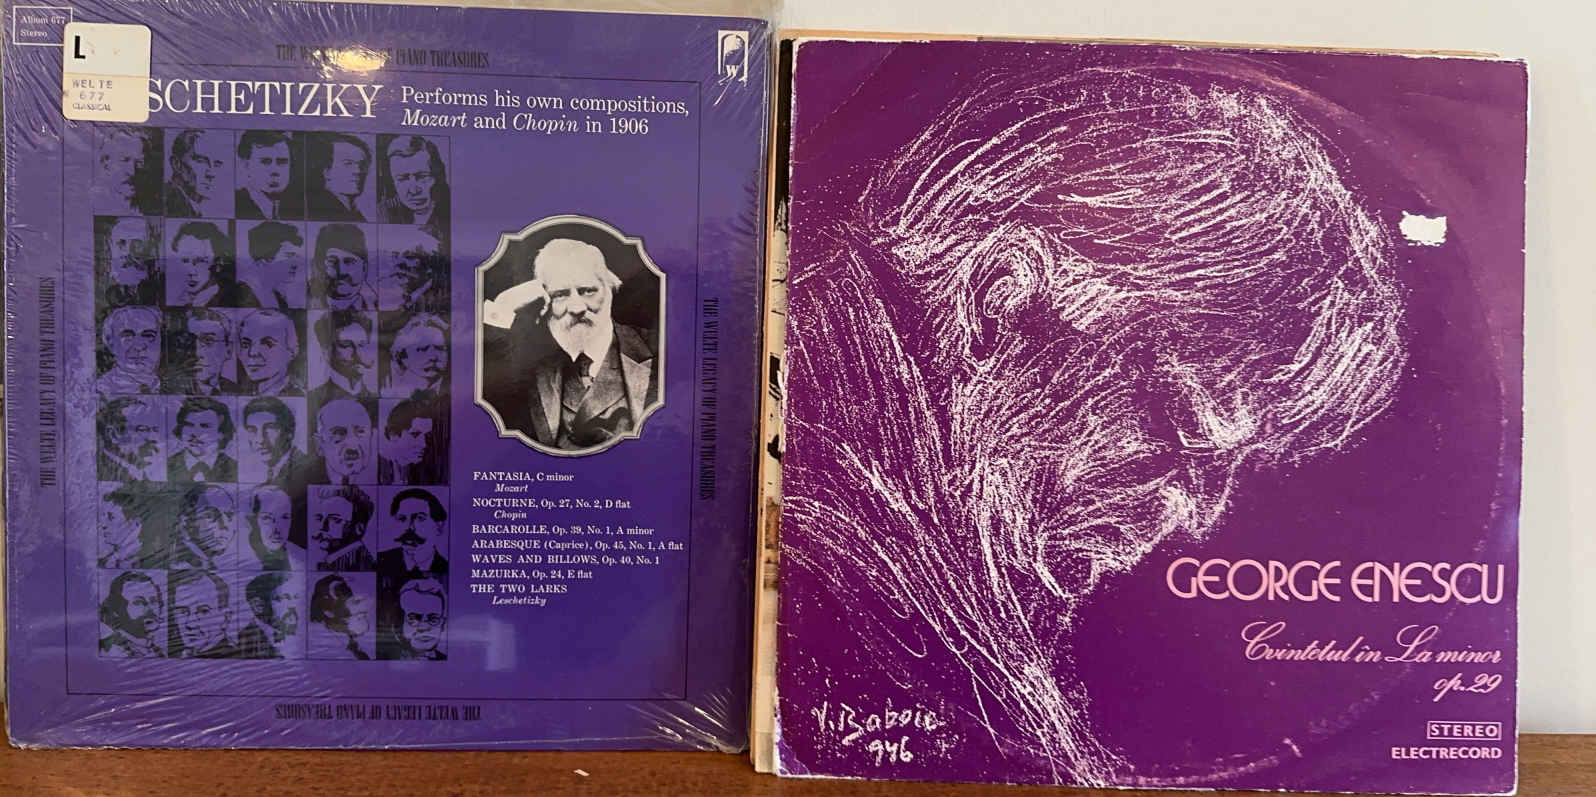 Album 677
Stereo
L
WELTE
677
CLASSICAL
THE WELTE LEGACY OF PIANO TREASURES
W
SCHETIZKY
Performs his own compositions,
Mozart and Chopin in 1906
THE WELTE LEGACY OF PIANO TREASURES
THE WELTE LEGACY OF PIANO TREASURES
FANTASIA, C minor
Mozart
NOCTURNE, Op. 27, No. 2, D flat
Chopin
BARCAROLLE, Op. 39, No. 1, A minor
ARABESQUE (Caprice), Op. 45, No. 1, A flat
WAVES AND BILLOWS, Op. 40, No. 1
MAZURKA, Op. 24, E flat
THE TWO LARKS
Leschetizky
THE WELTE LEGACY OF PIANO TREASURES
GEORGE ENESCU
Cvintetul în La minor
op. 29
STEREO
ELECTRECORD
946